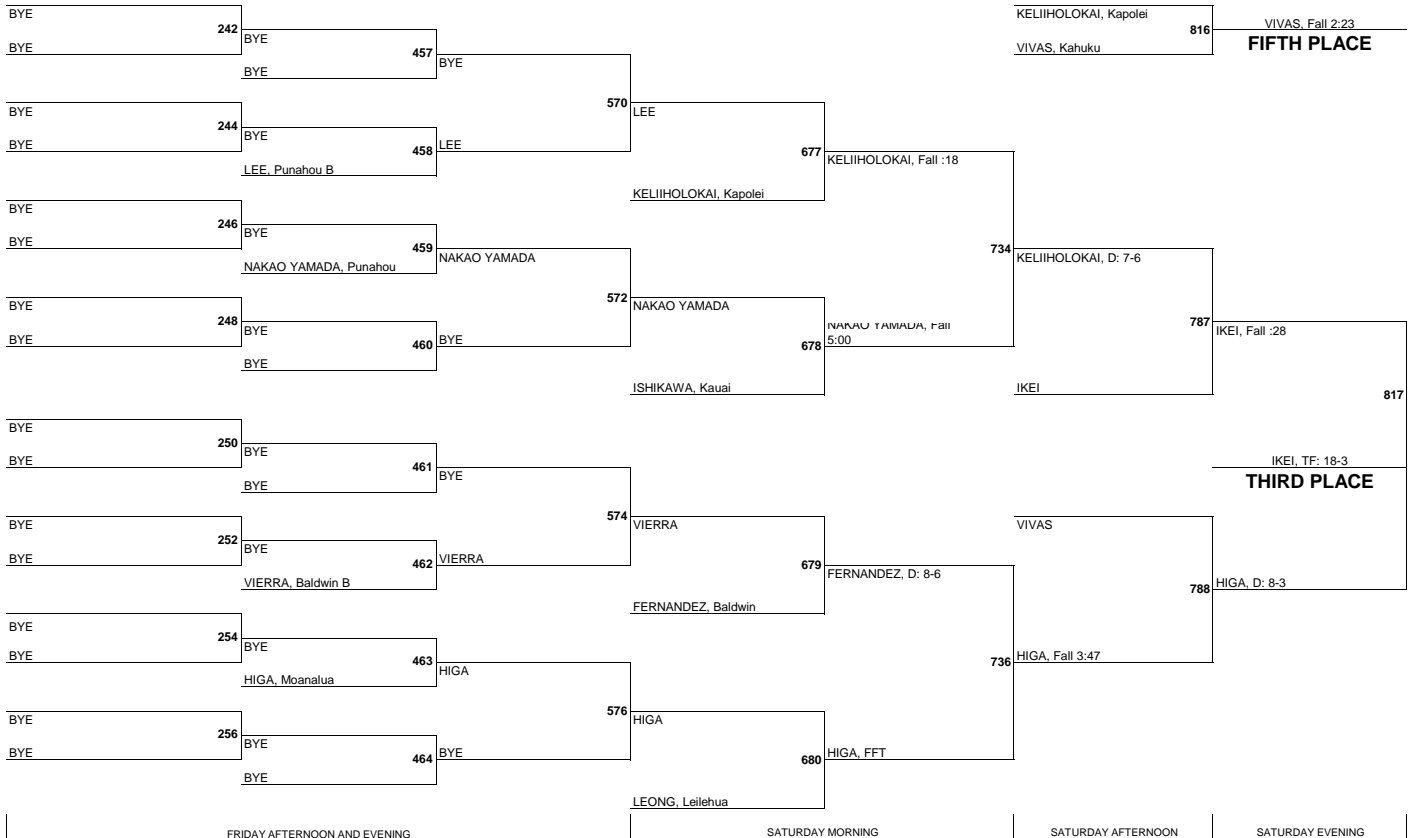 BYE
242
BYE
BYE
457
BYE
BYE
BYE
244
BYE
BYE
458
LEE
LEE, Punahou B
570
LEE
677
KELIIHOLOKAI, Kapolei
KELIIHOLOKAI, Fall :18
BYE
246
BYE
BYE
459
NAKAO YAMADA
NAKAO YAMADA, Punahou
BYE
248
BYE
BYE
460
BYE
BYE
572
NAKAO YAMADA
678
ISHIKAWA, Kauai
NAKAO YAMADA, Fall
5:00
734
KELIIHOLOKAI, D: 7-6
IKEI
787
IKEI, Fall :28
BYE
250
BYE
BYE
461
BYE
BYE
BYE
252
BYE
BYE
462
VIERRA
VIERRA, Baldwin B
574
VIERRA
679
FERNANDEZ, Baldwin
FERNANDEZ, D: 8-6
BYE
254
BYE
BYE
463
HIGA
HIGA, Moanalua
BYE
256
BYE
BYE
464
BYE
BYE
576
HIGA
680
LEONG, Leilehua
HIGA, FFT
736
HIGA, Fall 3:47
VIVAS
788
HIGA, D: 8-3
817
IKEI, TF: 18-3
THIRD PLACE
KELIIHOLOKAI, Kapolei
816
VIVAS, Kahuku
VIVAS, Fall 2:23
FIFTH PLACE
FRIDAY AFTERNOON AND EVENING
SATURDAY MORNING
SATURDAY AFTERNOON
SATURDAY EVENING